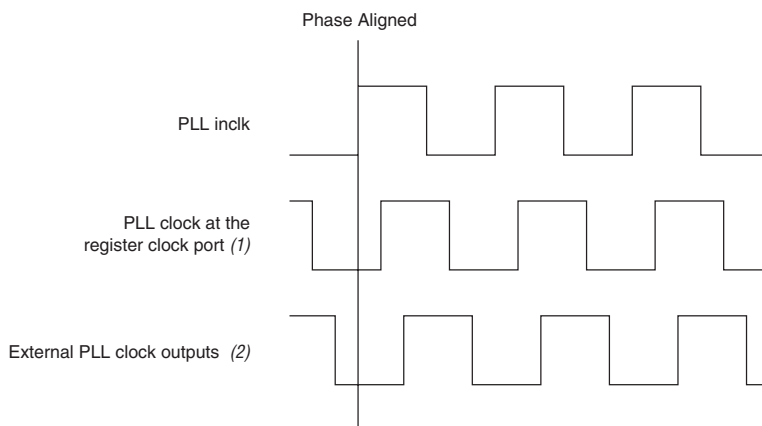 Phase Aligned
PLL inclk
PLL clock at the
register clock port (1)
External PLL clock outputs (2)